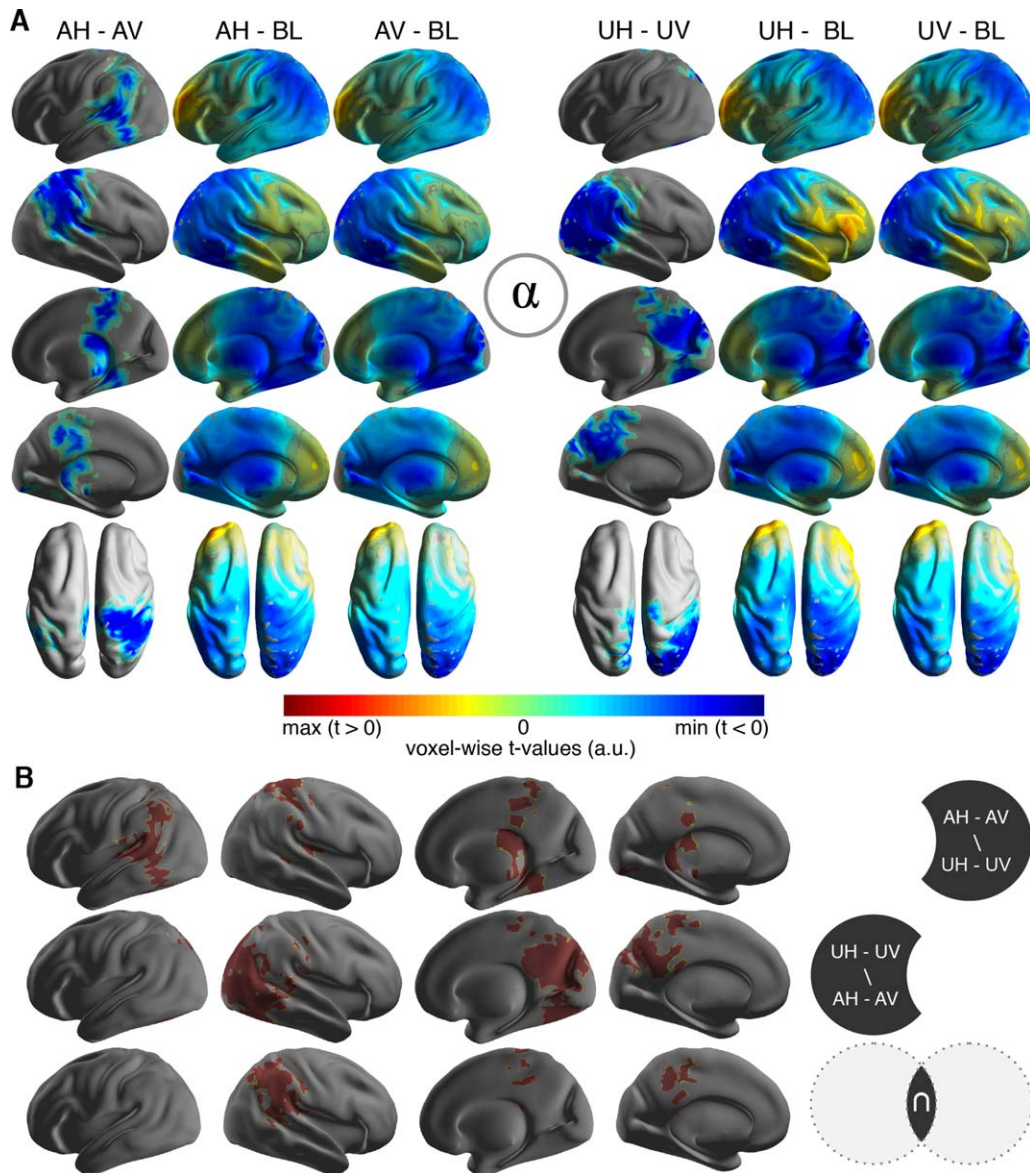 A
AH - AV AH - BL AV - BL UH - UV UH - BL UV - BL
α
max (t > 0) 0 min (t < 0)
voxel-wise t-values (a.u.)
B
AH - AV
\
UH - UV
UH - UV
\
AH - AV
∩